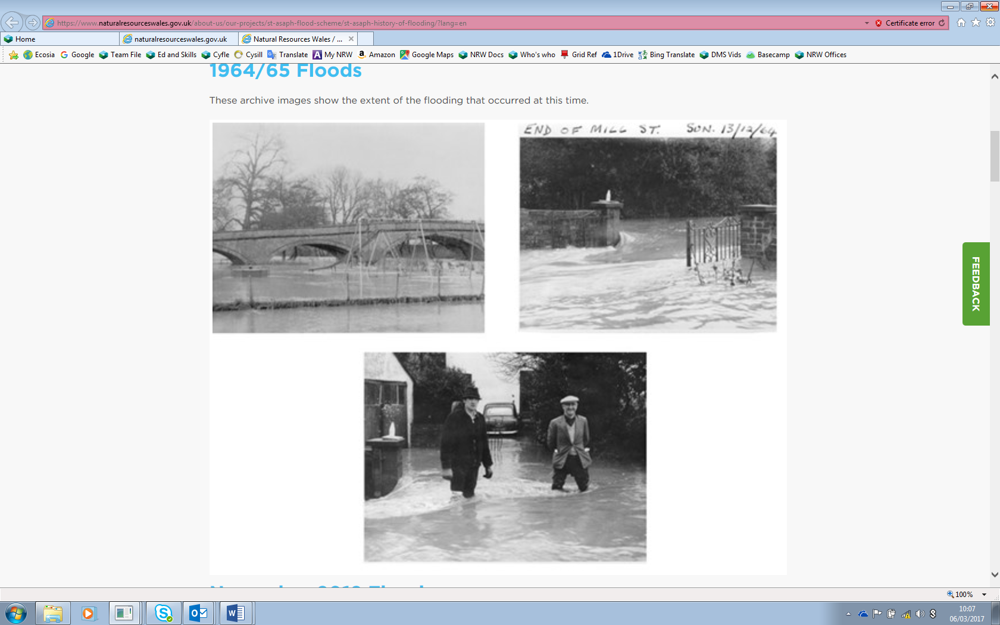 https://www.naturalresourceswales.gov.uk/about-us/our-projects/st-asaph-flood-scheme/st-asaph-history-of-flooding/?lang=en
Certificate error
Home
naturalresourceswales.gov.uk
Natural Resources Wales / ...
Ecosia Google Team File Ed and Skills Cyfle Cysill Translate My NRW Amazon Google Maps NRW Docs Who's who Grid Ref 1Drive Bing Translate DMS Vids Basecamp NRW Offices
1964/65 Floods
These archive images show the extent of the flooding that occurred at this time.
END OF MILL ST. SUN. 13/12/64
FEEDBACK
100%
10:07
06/03/2017